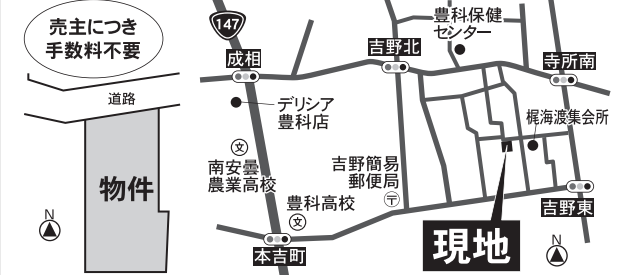 売主につき
手数料不要
道路
物件
N
147
成相
デリシア
豊科店
文
南安曇
農業高校
豊科高校
文
本吉町
吉野北
豊科保健
センター
寺所南
梶海渡集会所
吉野簡易
郵便局
〒
吉野東
現地
N